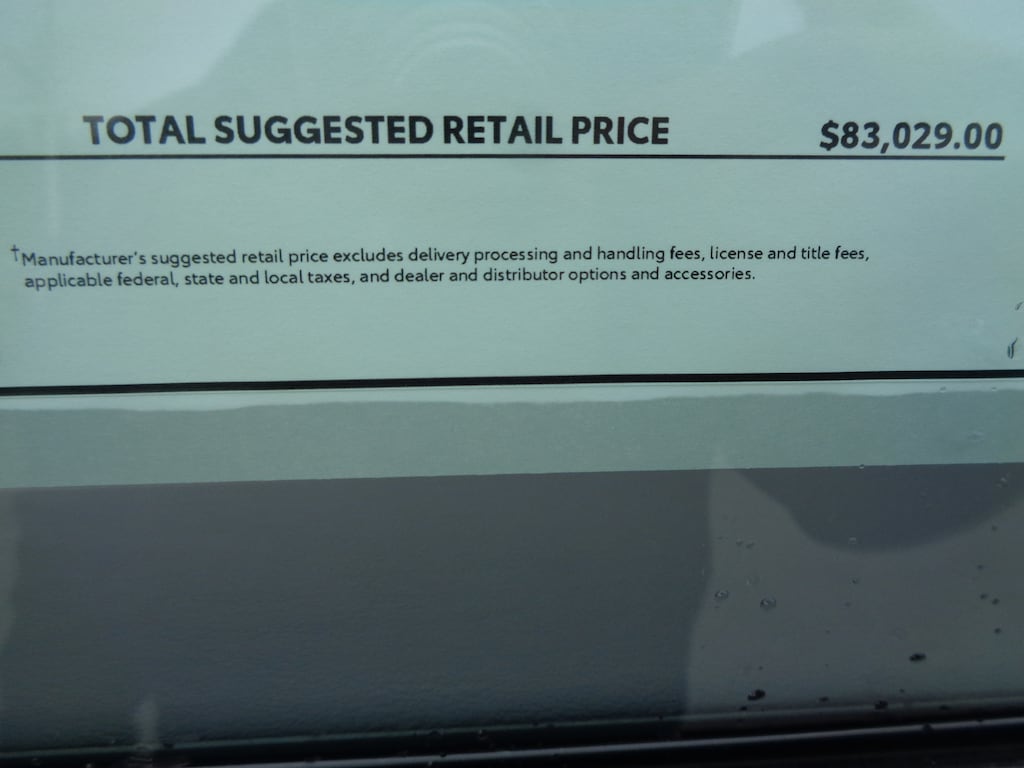 TOTAL SUGGESTED RETAIL PRICE $83,029.00
†Manufacturer's suggested retail price excludes delivery processing and handling fees, license and title fees,
applicable federal, state and local taxes, and dealer and distributor options and accessories.